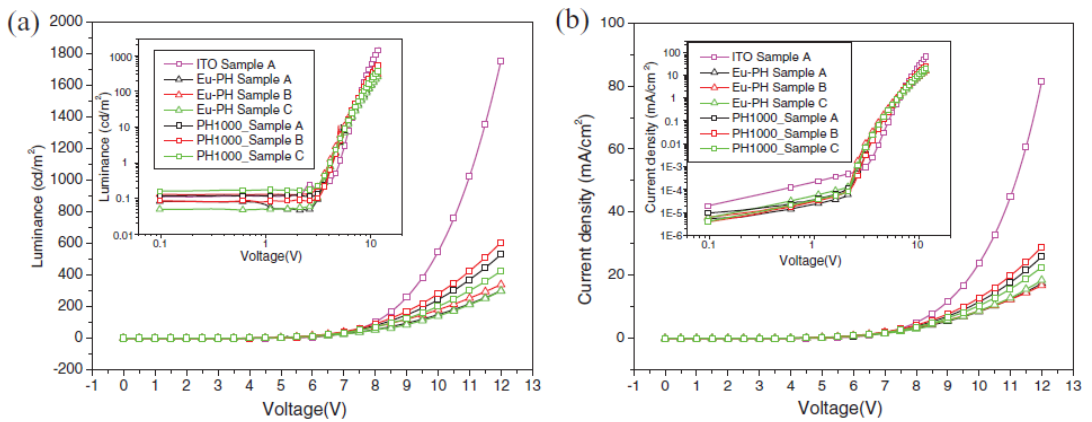 (a)
2000
1800
1600
1400
1200
1000
800
600
400
200
0
-200
Luminance (cd/m²)
-1 0 1 2 3 4 5 6 7 8 9 10 11 12 13
Voltage(V)
1000
100
10
1
0.1
0.01
Luminance (cd/m²)
0.1 1 10
Voltage(V)
ITO Sample A
Eu-PH Sample A
Eu-PH Sample B
Eu-PH Sample C
PH1000_Sample A
PH1000_Sample B
PH1000_Sample C
(b)
100
80
60
40
20
0
Current density (mA/cm²)
-1 0 1 2 3 4 5 6 7 8 9 10 11 12 13
Voltage(V)
100
10
1
0.1
0.01
1E-3
1E-4
1E-5
1E-6
Current density (mA/cm²)
0.1 1 10
Voltage(V)
ITO Sample A
Eu-PH Sample A
Eu-PH Sample B
Eu-PH Sample C
PH1000_Sample A
PH1000_Sample B
PH1000_Sample C